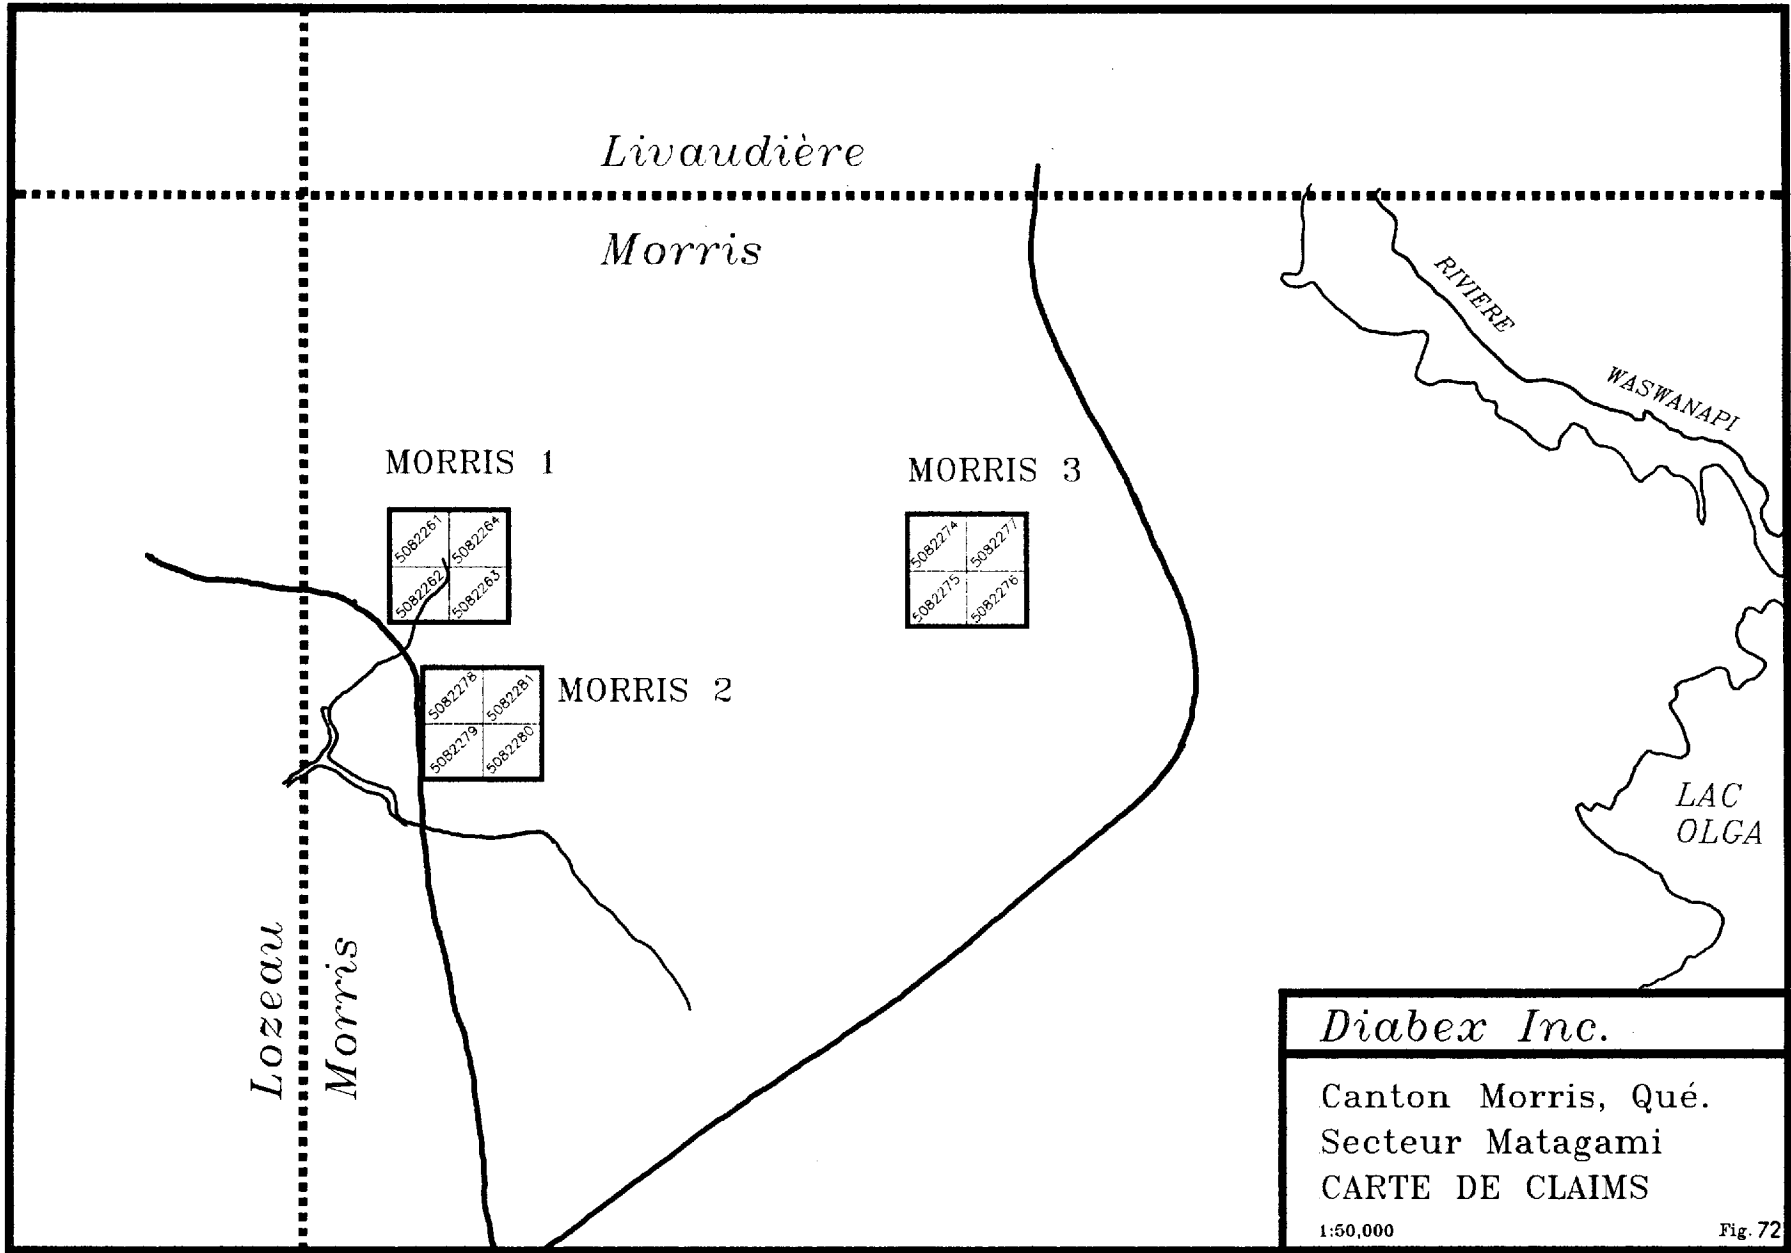 Livaudière
Morris
RIVIERE
WASWANAPI
MORRIS 1
5082261
5082264
5082262
5082263
MORRIS 3
5082274
5082277
5082275
5082276
MORRIS 2
5082278
5082281
5082279
5082280
LAC
OLGA
Lozeau
Morris
Diabex Inc.
Canton Morris, Qué.
Secteur Matagami
CARTE DE CLAIMS
1:50,000
Fig. 72